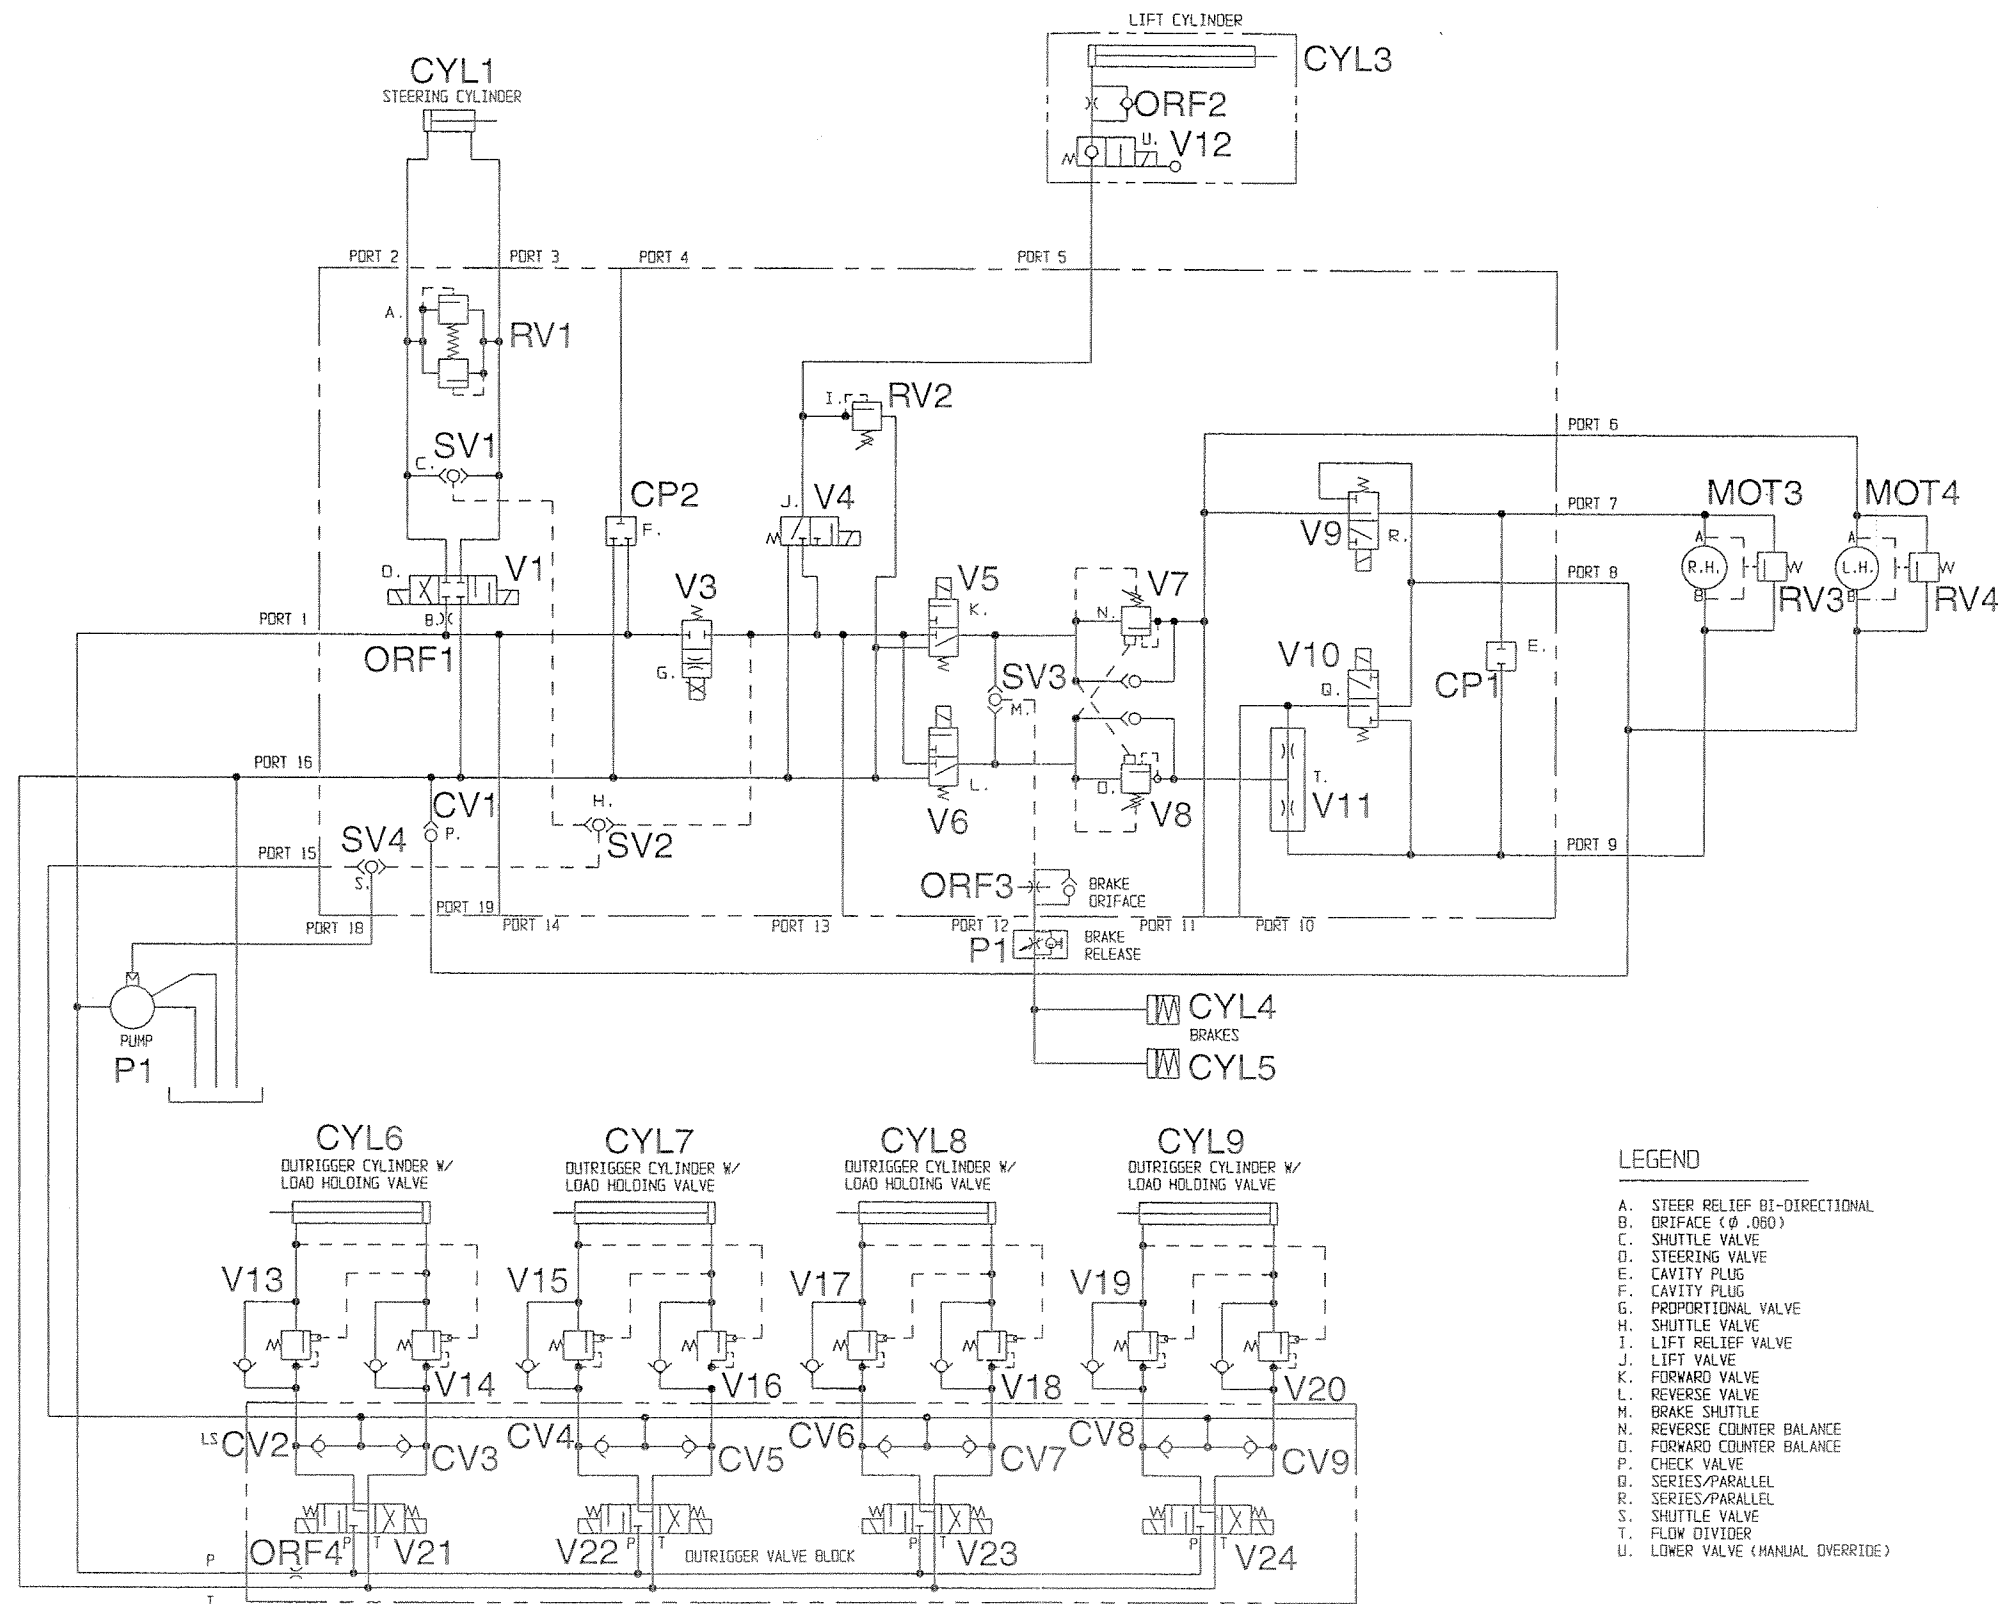 LIFT CYLINDER
CYL3
CYL1
STEERING CYLINDER
ORF2
U.
V12
PORT 2
PORT 3
PORT 4
PORT 5
A.
RV1
I.
RV2
PORT 6
SV1
C.
CP2
F.
J.
V4
V9
R.
PORT 7
MOT3
MOT4
A
A
R.H.
L.H.
B
B
RV3
RV4
PORT 8
D.
V1
B.
V3
V5
K.
V7
N.
PORT 1
ORF1
G.
SV3
M.
V10
Q.
CP1
E.
PORT 16
CV1
P.
H.
SV2
L.
V6
O.
V8
T.
V11
SV4
PORT 15
S.
PORT 9
ORF3
BRAKE
ORIFACE
PORT 18
PORT 19
PORT 14
PORT 13
PORT 12
PORT 11
PORT 10
P1
BRAKE
RELEASE
PUMP
P1
CYL4
BRAKES
CYL5
CYL6
OUTRIGGER CYLINDER W/
LOAD HOLDING VALVE
CYL7
OUTRIGGER CYLINDER W/
LOAD HOLDING VALVE
CYL8
OUTRIGGER CYLINDER W/
LOAD HOLDING VALVE
CYL9
OUTRIGGER CYLINDER W/
LOAD HOLDING VALVE
V13
V15
V17
V19
V14
V16
V18
V20
LS
CV2
CV3
CV4
CV5
CV6
CV7
CV8
CV9
ORF4
P
T
V21
V22
P
T
OUTRIGGER VALVE BLOCK
P
T
V23
P
T
V24
P
T
LEGEND
A. STEER RELIEF BI-DIRECTIONAL
B. ORIFACE (Ø .060)
C. SHUTTLE VALVE
D. STEERING VALVE
E. CAVITY PLUG
F. CAVITY PLUG
G. PROPORTIONAL VALVE
H. SHUTTLE VALVE
I. LIFT RELIEF VALVE
J. LIFT VALVE
K. FORWARD VALVE
L. REVERSE VALVE
M. BRAKE SHUTTLE
N. REVERSE COUNTER BALANCE
O. FORWARD COUNTER BALANCE
P. CHECK VALVE
Q. SERIES/PARALLEL
R. SERIES/PARALLEL
S. SHUTTLE VALVE
T. FLOW DIVIDER
U. LOWER VALVE (MANUAL OVERRIDE)